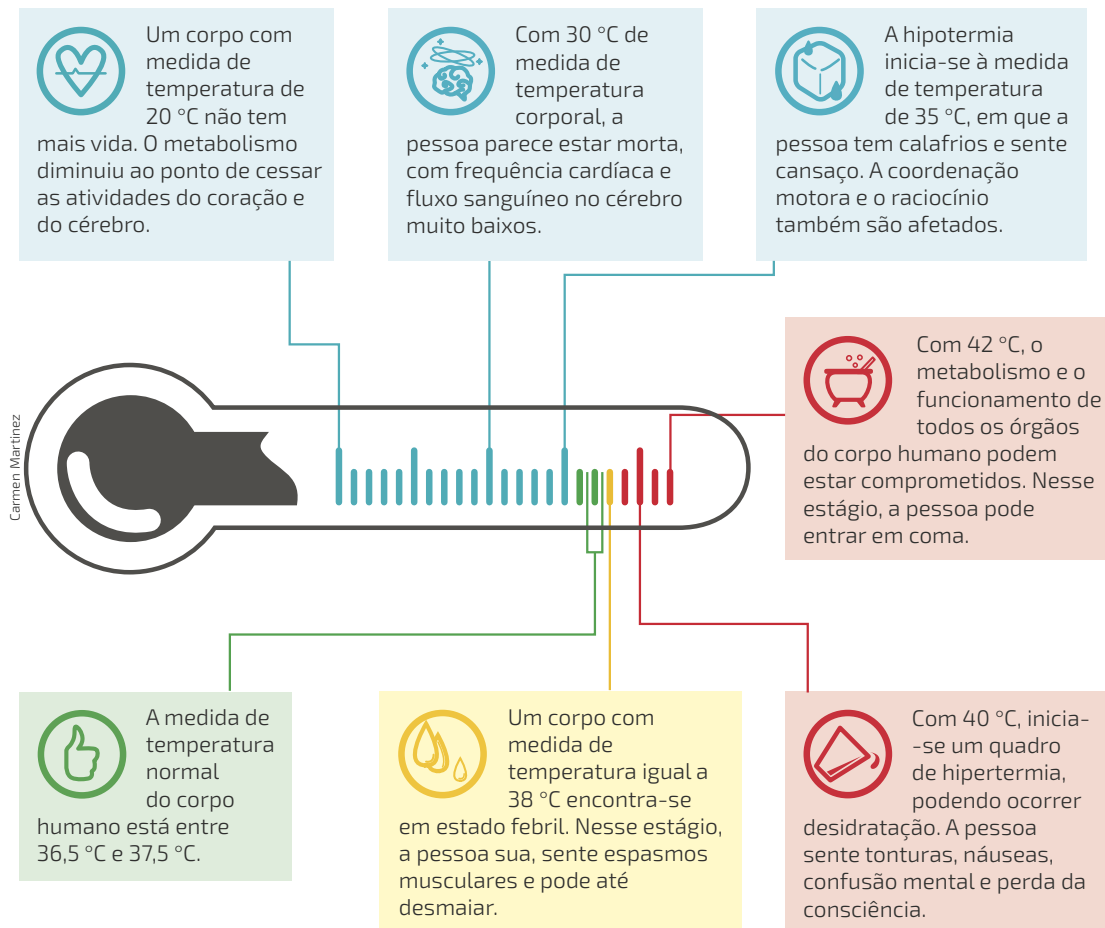 Um corpo com
medida de
temperatura de
20 °C não tem
mais vida. O metabolismo
diminuiu ao ponto de cessar
as atividades do coração e
do cérebro.
Com 30 °C de
medida de
temperatura
corporal, a
pessoa parece estar morta,
com frequência cardíaca e
fluxo sanguíneo no cérebro
muito baixos.
A hipotermia
inicia-se à medida
de temperatura
de 35 °C, em que a
pessoa tem calafrios e sente
cansaço. A coordenação
motora e o raciocínio
também são afetados.
Com 42 °C, o
metabolismo e o
funcionamento de
todos os órgãos
do corpo humano podem
estar comprometidos. Nesse
estágio, a pessoa pode
entrar em coma.
Carmen Martinez
A medida de
temperatura
normal
do corpo
humano está entre
36,5 °C e 37,5 °C.
Um corpo com
medida de
temperatura igual a
38 °C encontra-se
em estado febril. Nesse estágio,
a pessoa sua, sente espasmos
musculares e pode até
desmaiar.
Com 40 °C, inicia-
-se um quadro
de hipertermia,
podendo ocorrer
desidratação. A pessoa
sente tonturas, náuseas,
confusão mental e perda da
consciência.